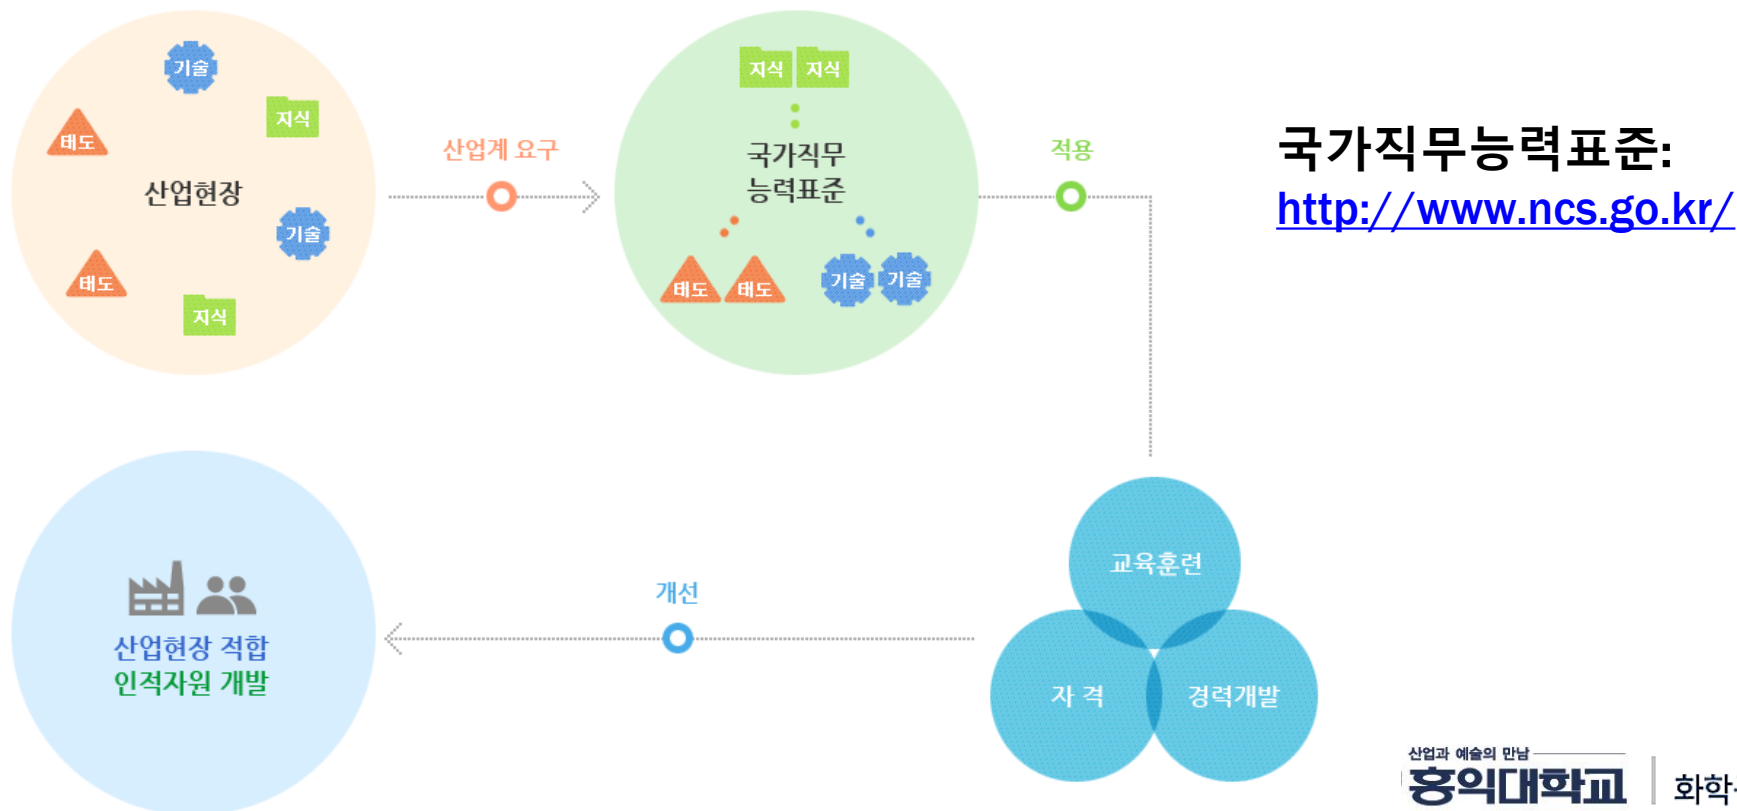 기술
지식
태도
산업현장
기술
태도
지식
산업계 요구
지식 지식
국가직무
능력표준
태도 태도
기술 기술
적용
국가직무능력표준:
http://www.ncs.go.kr/
교육훈련
자 격
경력개발
개선
산업현장 적합
인적자원 개발
산업과 예술의 만남
홍익대학교
화학